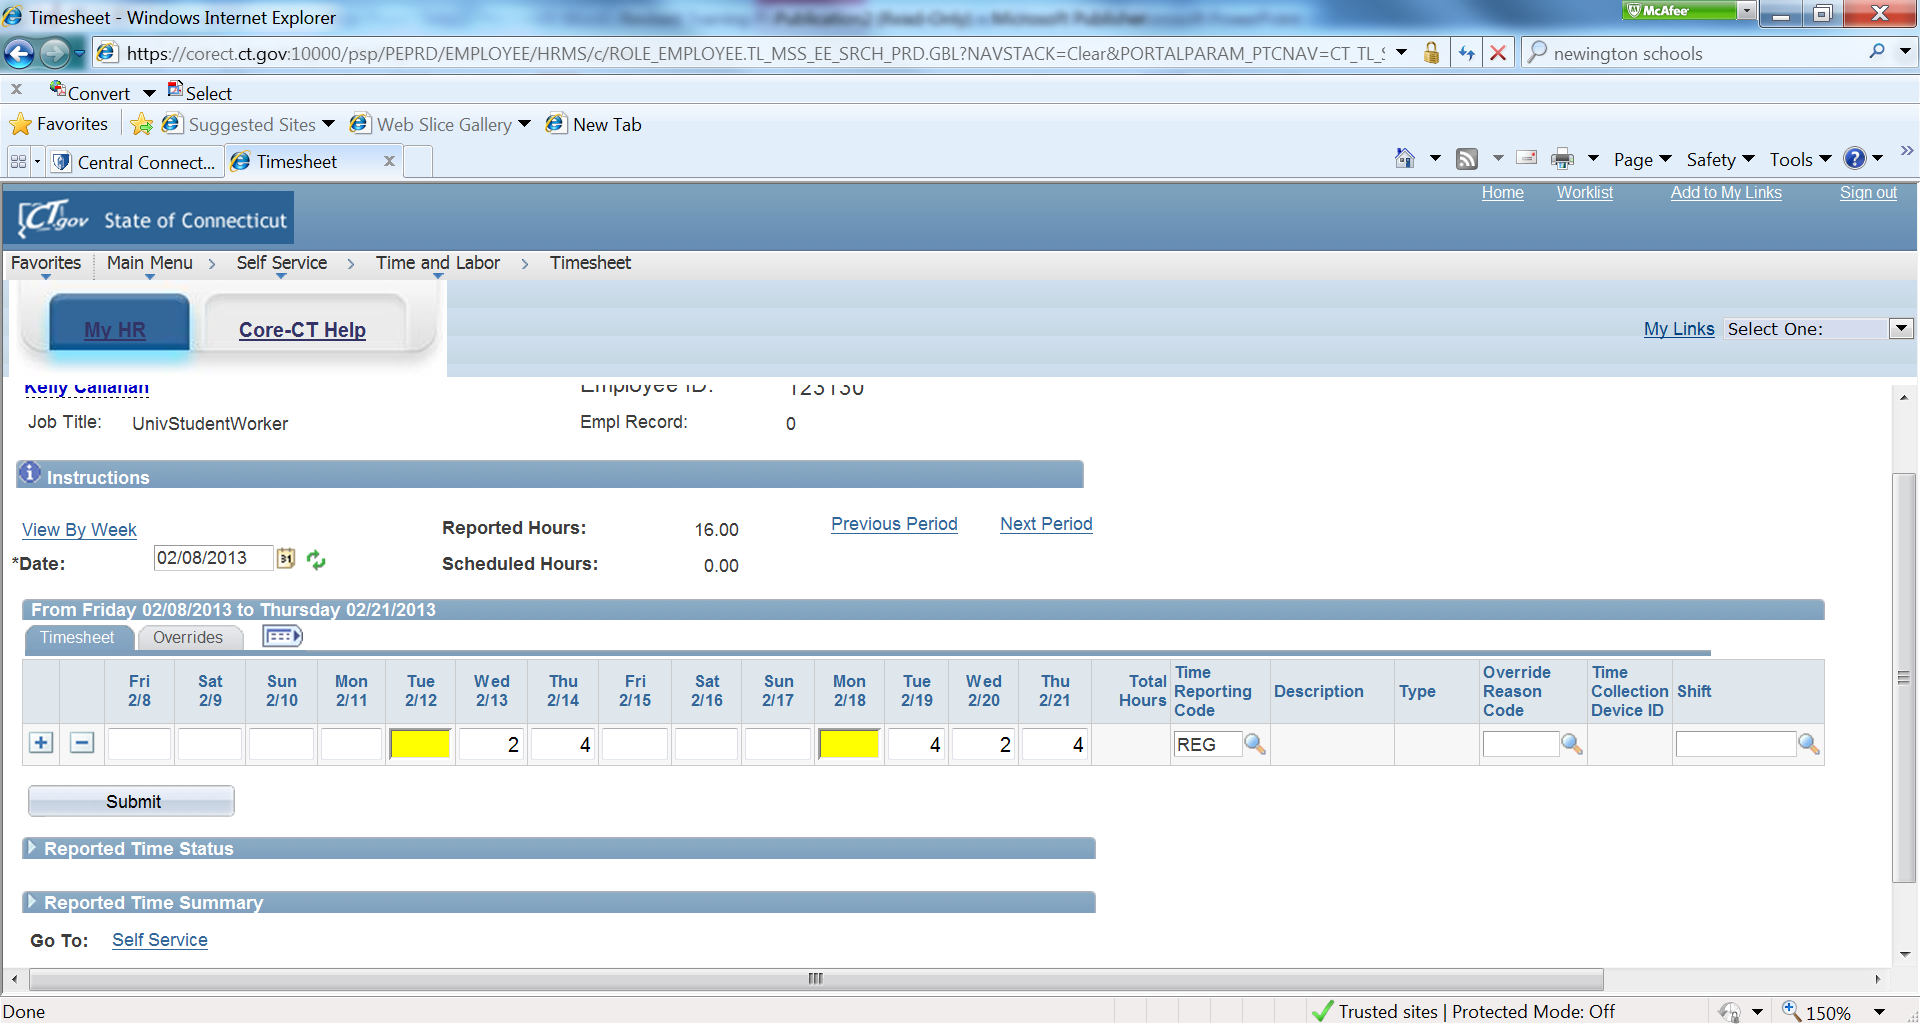 Timesheet - Windows Internet Explorer
McAfee
https://corect.ct.gov:10000/psp/PEPRD/EMPLOYEE/HRMS/c/ROLE_EMPLOYEE.TL_MSS_EE_SRCH_PRD.GBL?NAVSTACK=Clear&PORTALPARAM_PTCNAV=CT_TL_S
newington schools
x Convert Select
Favorites Suggested Sites Web Slice Gallery New Tab
Central Connect... Timesheet x
Page Safety Tools
Home Worklist Add to My Links Sign out
CTgov State of Connecticut
Favorites Main Menu > Self Service > Time and Labor > Timesheet
My HR Core-CT Help
My Links Select One:
Kelly Callahan Employee ID: 123130
Job Title: UnivStudentWorker Empl Record: 0
Instructions
View By Week Reported Hours: 16.00 Previous Period Next Period
*Date: 02/08/2013 31 Scheduled Hours: 0.00
From Friday 02/08/2013 to Thursday 02/21/2013
Timesheet Overrides
Fri 2/8 Sat 2/9 Sun 2/10 Mon 2/11 Tue 2/12 Wed 2/13 Thu 2/14 Fri 2/15 Sat 2/16 Sun 2/17 Mon 2/18 Tue 2/19 Wed 2/20 Thu 2/21 Total Hours Time Reporting Code Description Type Override Reason Code Time Collection Device ID Shift
2 4 4 2 4 REG
Submit
Reported Time Status
Reported Time Summary
Go To: Self Service
Done
Trusted sites | Protected Mode: Off
150%